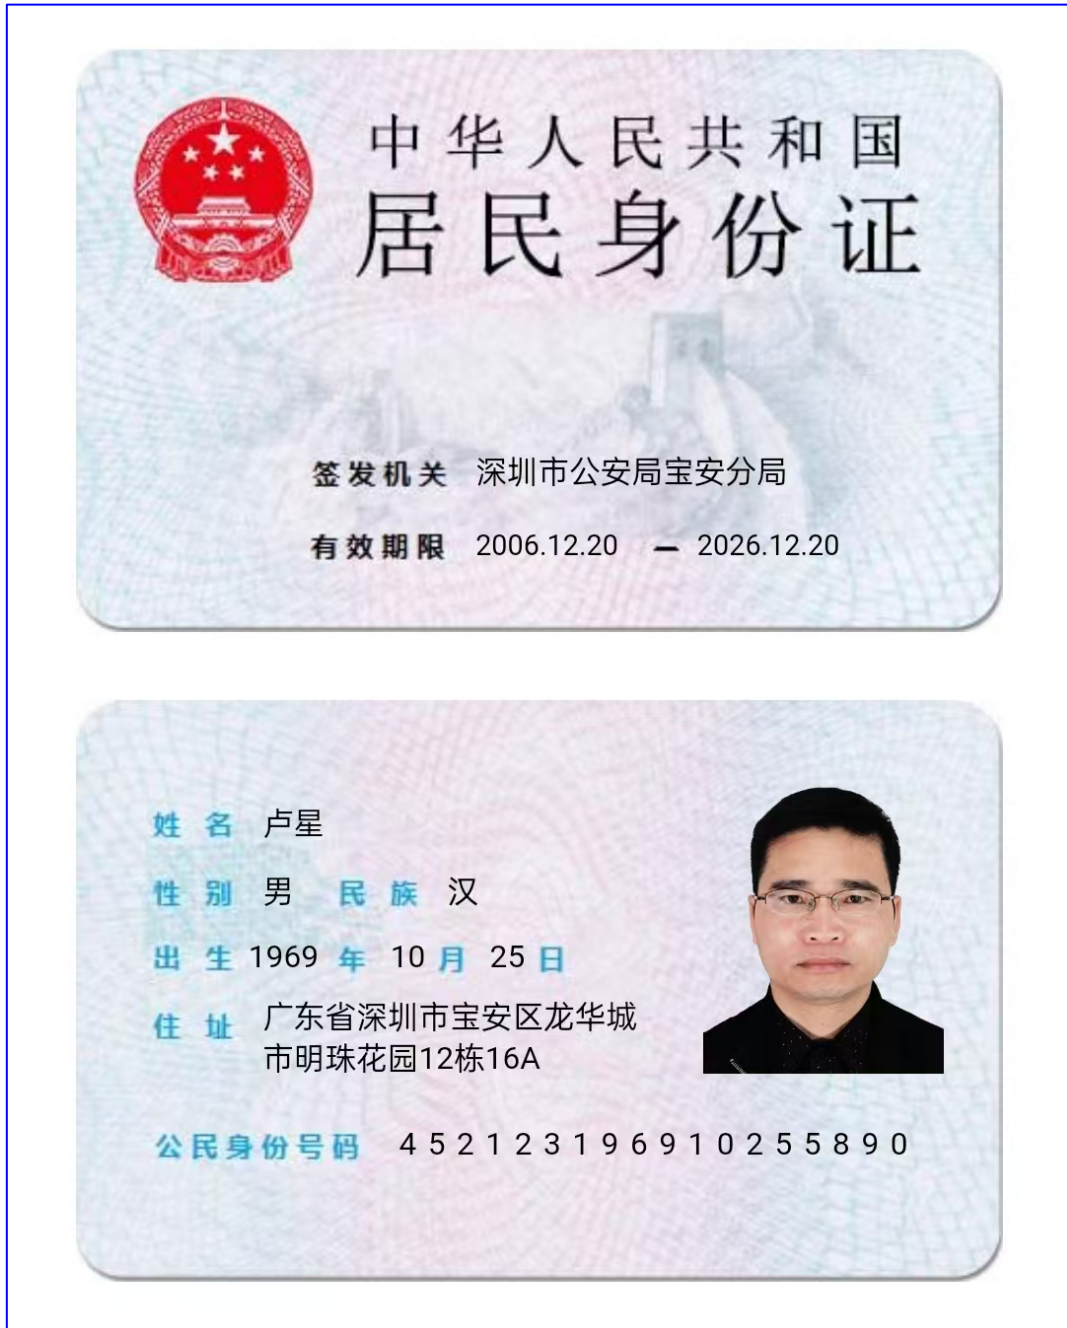 中华人民共和国
居民身份证
签发机关 深圳市公安局宝安分局
有效期限 2006.12.20 — 2026.12.20
姓名 卢星
性别 男 民族 汉
出生 1969 年 10 月 25 日
住址 广东省深圳市宝安区龙华城
市明珠花园12栋16A
公民身份号码 452123196910255890